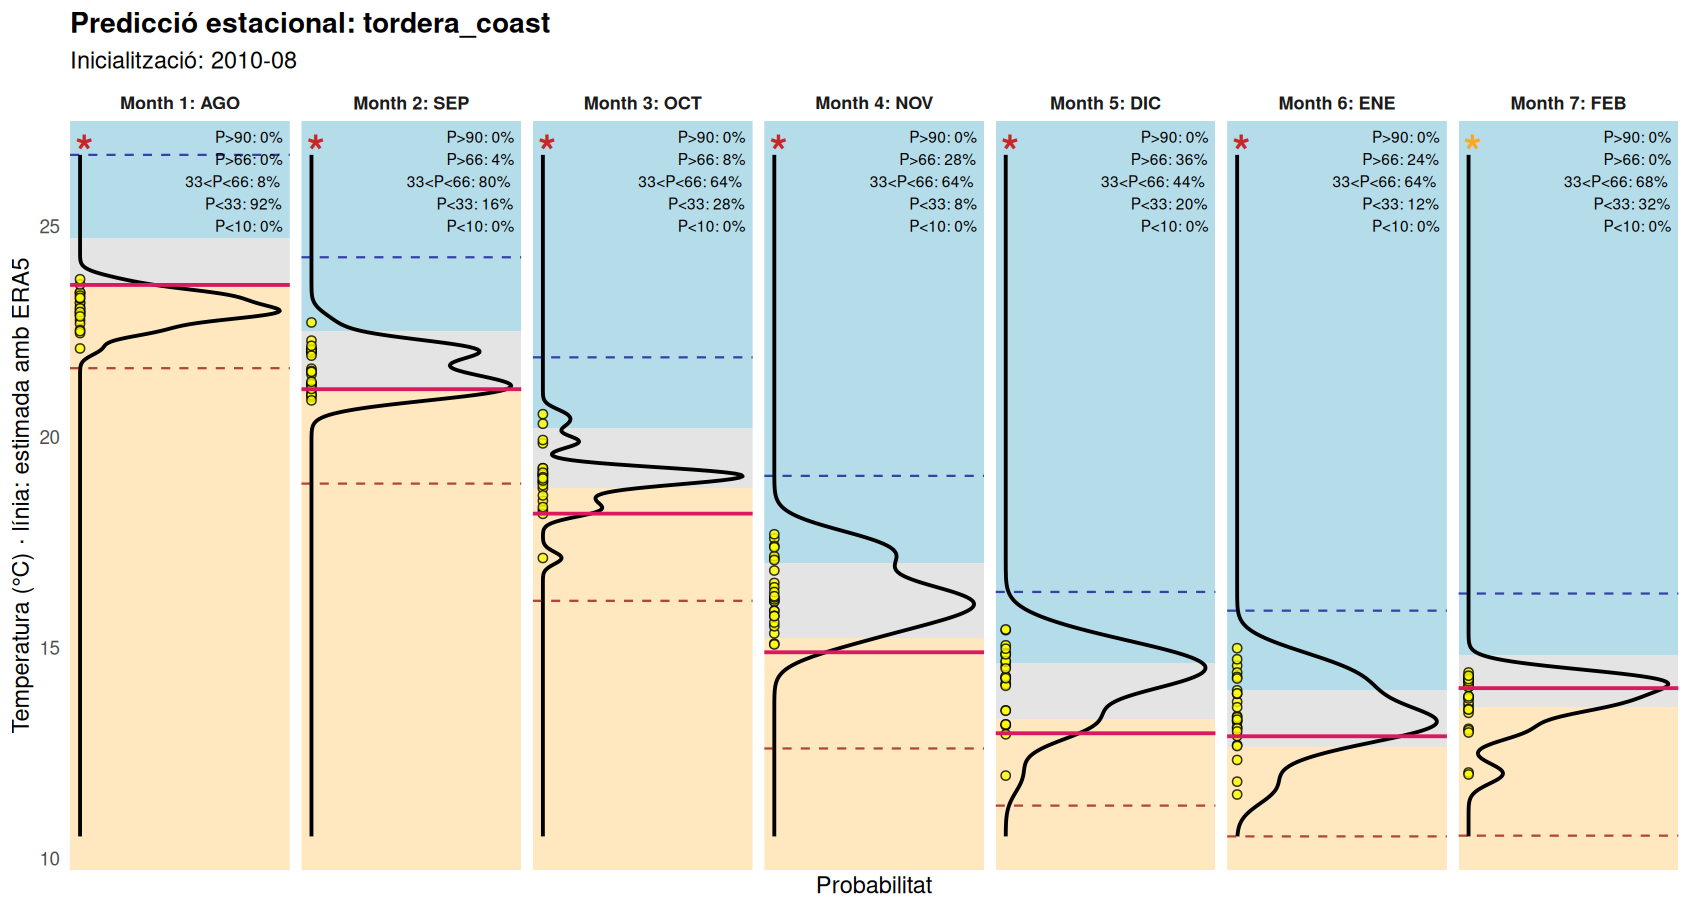 Predicció estacional: tordera_coast
Inicialització: 2010-08
Month 1: AGO
Month 2: SEP
Month 3: OCT
Month 4: NOV
Month 5: DIC
Month 6: ENE
Month 7: FEB
*
P>90: 0%
P>66: 0%
33<P<66: 8%
P<33: 92%
P<10: 0%
*
P>90: 0%
P>66: 4%
33<P<66: 80%
P<33: 16%
P<10: 0%
*
P>90: 0%
P>66: 8%
33<P<66: 64%
P<33: 28%
P<10: 0%
*
P>90: 0%
P>66: 28%
33<P<66: 64%
P<33: 8%
P<10: 0%
*
P>90: 0%
P>66: 36%
33<P<66: 44%
P<33: 20%
P<10: 0%
*
P>90: 0%
P>66: 24%
33<P<66: 64%
P<33: 12%
P<10: 0%
*
P>90: 0%
P>66: 0%
33<P<66: 68%
P<33: 32%
P<10: 0%
25
20
15
10
Temperatura (°C) · línia: estimada amb ERA5
Probabilitat